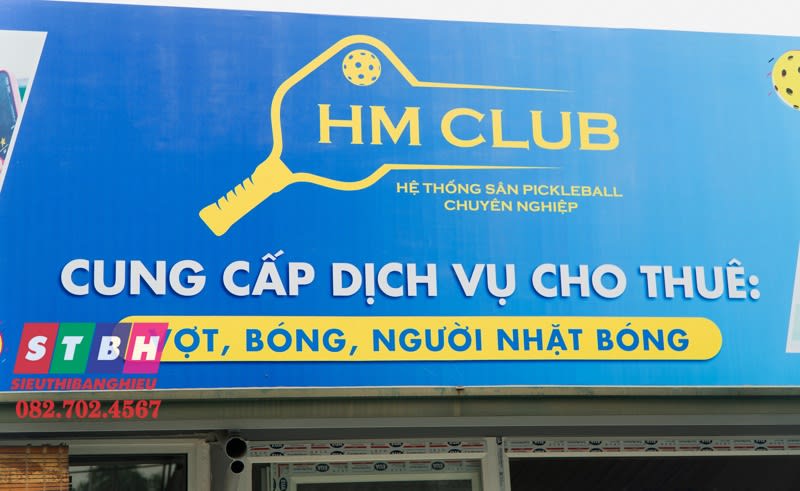 HM CLUB
HỆ THỐNG SÂN PICKLEBALL
CHUYÊN NGHIỆP
CUNG CẤP DỊCH VỤ CHO THUÊ:
VỢT, BÓNG, NGƯỜI NHẶT BÓNG
STBH
SIEUTHIBANGHIEU
082.702.4567